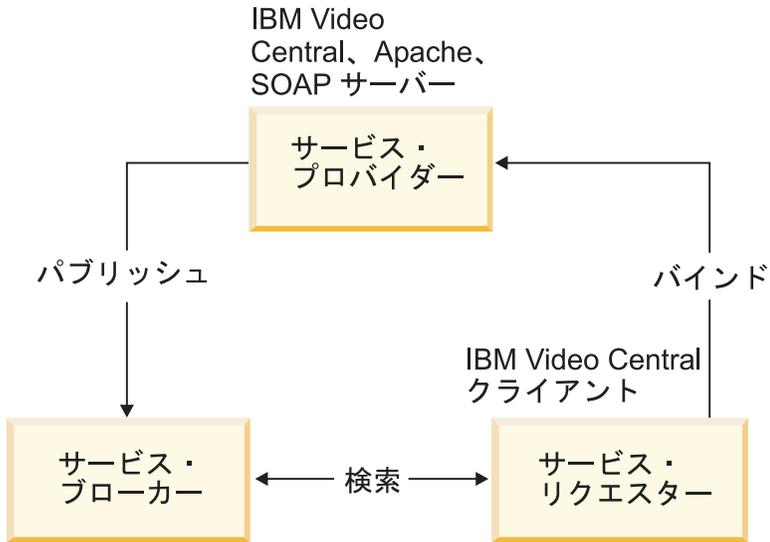 IBM Video
Central、Apache、
SOAP サーバー
サービス・
プロバイダー
パブリッシュ
バインド
IBM Video Central
クライアント
サービス・
ブローカー
検索
サービス・
リクエスター